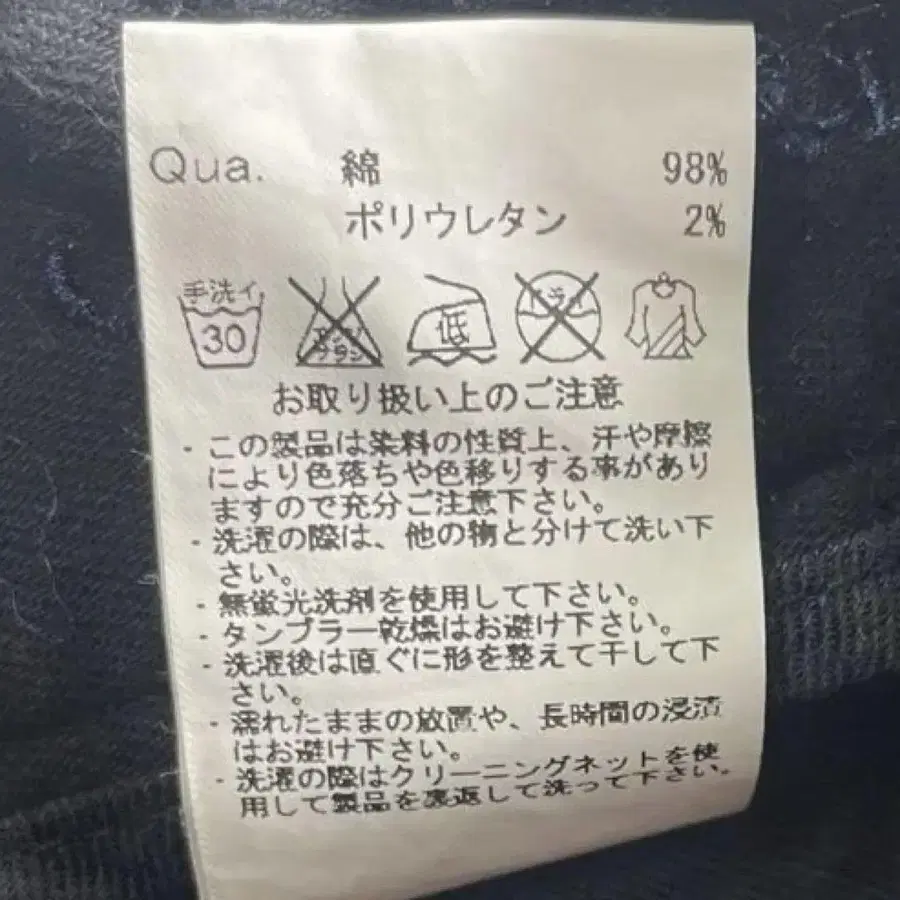 Qua. 綿 98%
ポリウレタン 2%
手洗イ
30
エンソ
サラシ
低
ドライ
お取り扱い上のご注意
・この製品は染料の性質上、汗や摩擦
により色落ちや色移りする事があり
ますので充分ご注意下さい。
・洗濯の際は、他の物と分けて洗い下
さい。
・無蛍光洗剤を使用して下さい。
・タンブラー乾燥はお避け下さい。
・洗濯後は直ぐに形を整えて干して下
さい。
・濡れたままの放置や、長時間の浸漬
はお避け下さい。
・洗濯の際はクリーニングネットを使
用して製品を裏返して洗って下さい。